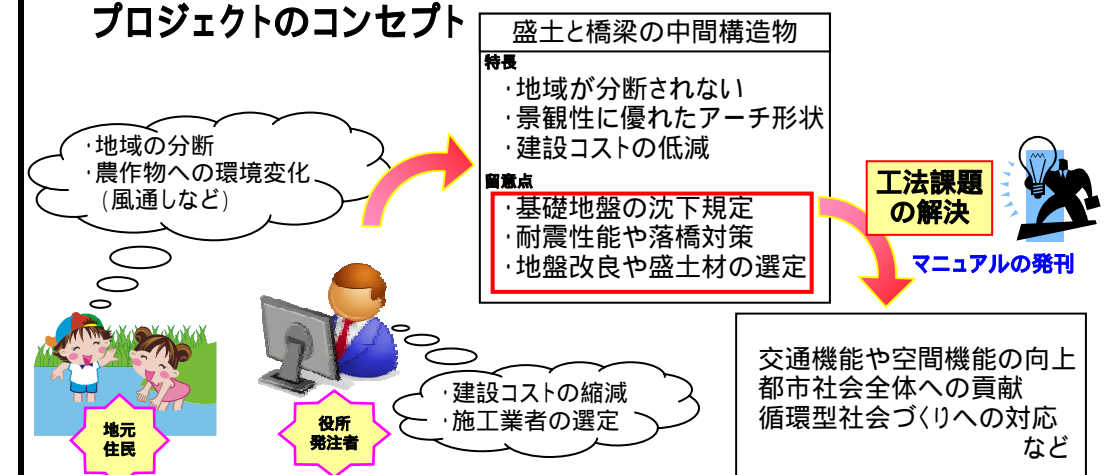 プロジェクトのコンセプト
盛土と橋梁の中間構造物
特長
・地域が分断されない
・景観性に優れたアーチ形状
・建設コストの低減
留意点
・基礎地盤の沈下規定
・耐震性能や落橋対策
・地盤改良や盛土材の選定
・地域の分断
・農作物への環境変化
(風通しなど)
工法課題
の解決
マニュアルの発刊
地元
住民
役所
発注者
・建設コストの縮減
・施工業者の選定
交通機能や空間機能の向上
都市社会全体への貢献
循環型社会づくりへの対応
など